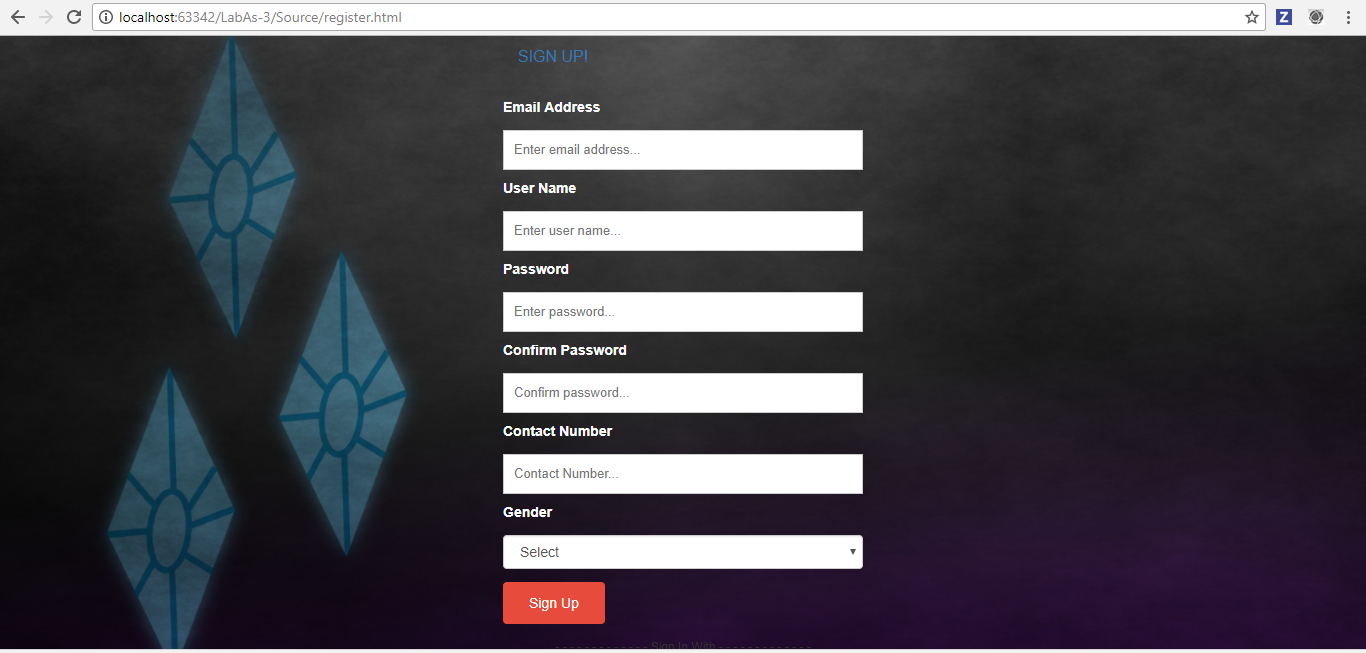 localhost:63342/LabAs-3/Source/register.html
Z
SIGN UP!
Email Address
Enter email address...
User Name
Enter user name...
Password
Enter password...
Confirm Password
Confirm password...
Contact Number
Contact Number...
Gender
Select
Sign Up
- - - - - - - - - - - - - Sign In With - - - - - - - - - - - - -